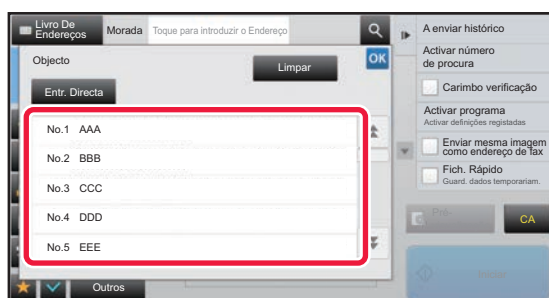 Livro De
Endereços
Morada
Toque para introduzir o Endereço
A enviar histórico
Activar número
de procura
Carimbo verificação
Activar programa
Activar definições registadas
Enviar mesma imagem
como endereço de fax
Fich. Rápido
Guard. dados temporariam.
CA
Objecto
Limpar
OK
Entr. Directa
No.1 AAA
No.2 BBB
No.3 CCC
No.4 DDD
No.5 EEE
Outros